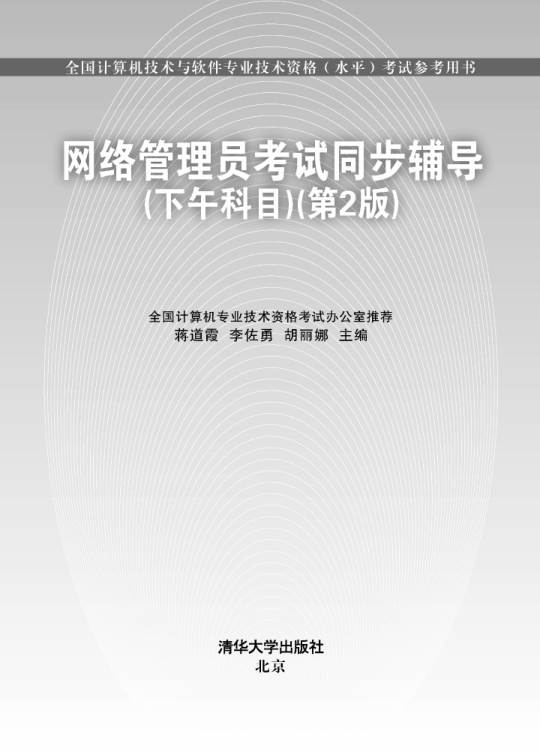 全国计算机技术与软件专业技术资格（水平）考试参考用书
网络管理员考试同步辅导
(下午科目)(第2版)
全国计算机专业技术资格考试办公室推荐
蒋道霞 李佐勇 胡丽娜 主编
清华大学出版社
北京